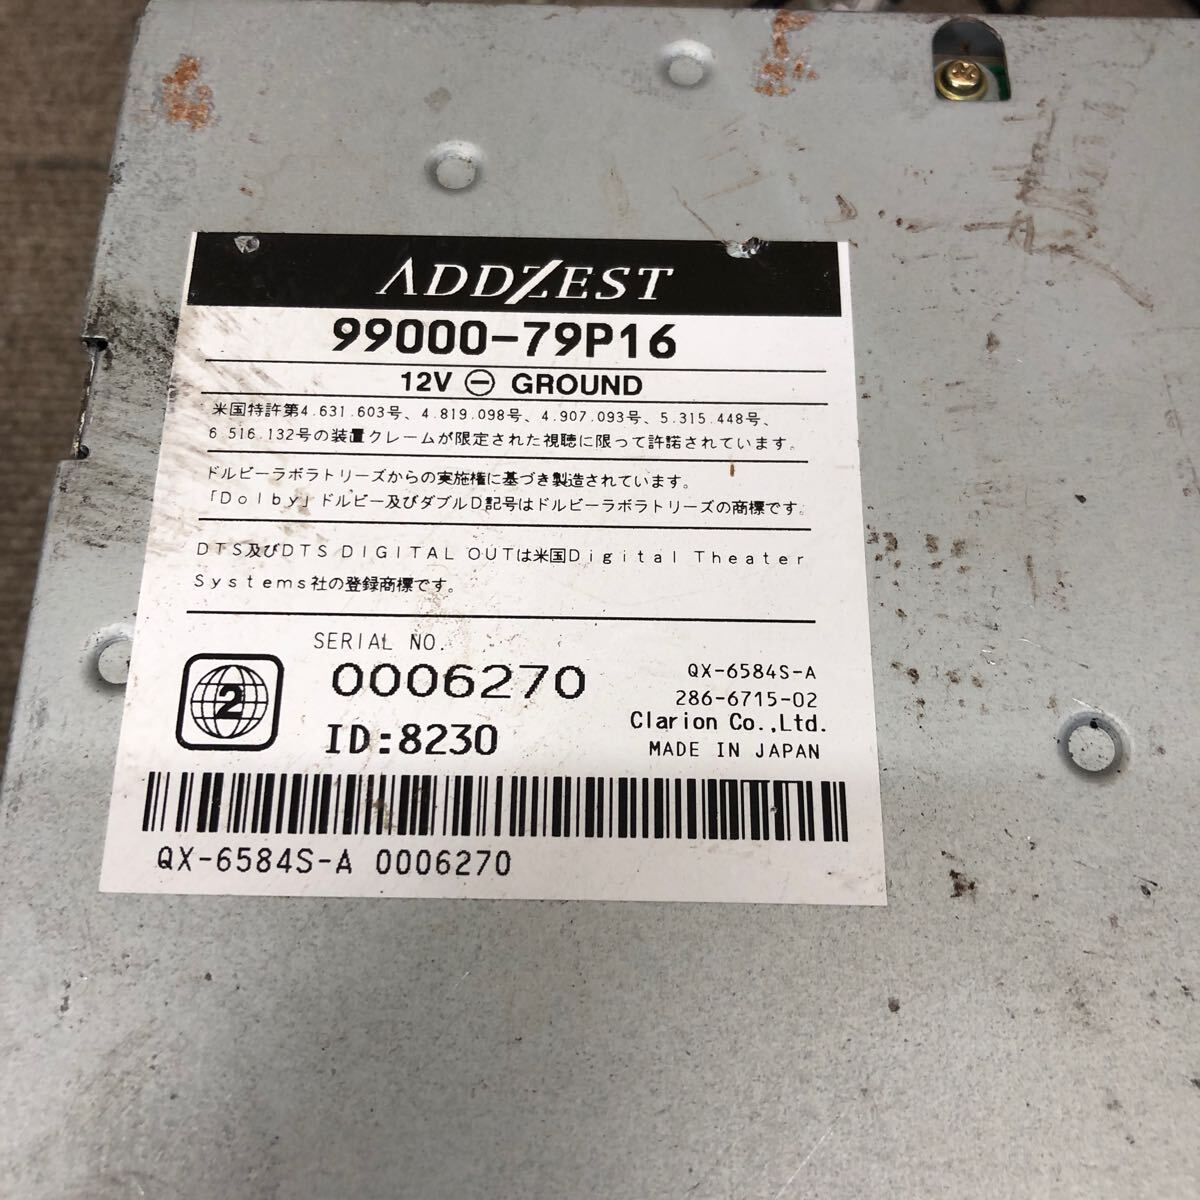 ADDZEST
99000-79P16
12V ⊖ GROUND
米国特許第4.631.603号、4.819.098号、4.907.093号、5.315.448号、
6.516.132号の装置クレームが限定された視聴に限って許諾されています。
ドルビーラボラトリーズからの実施権に基づき製造されています。
「Dolby」ドルビー及びダブルD記号はドルビーラボラトリーズの商標です。
DTS及びDTS DIGITAL OUTは米国Digital Theater
Systems社の登録商標です。
SERIAL NO.
0006270
2
ID:8230
QX-6584S-A
286-6715-02
Clarion Co.,Ltd.
MADE IN JAPAN
QX-6584S-A 0006270